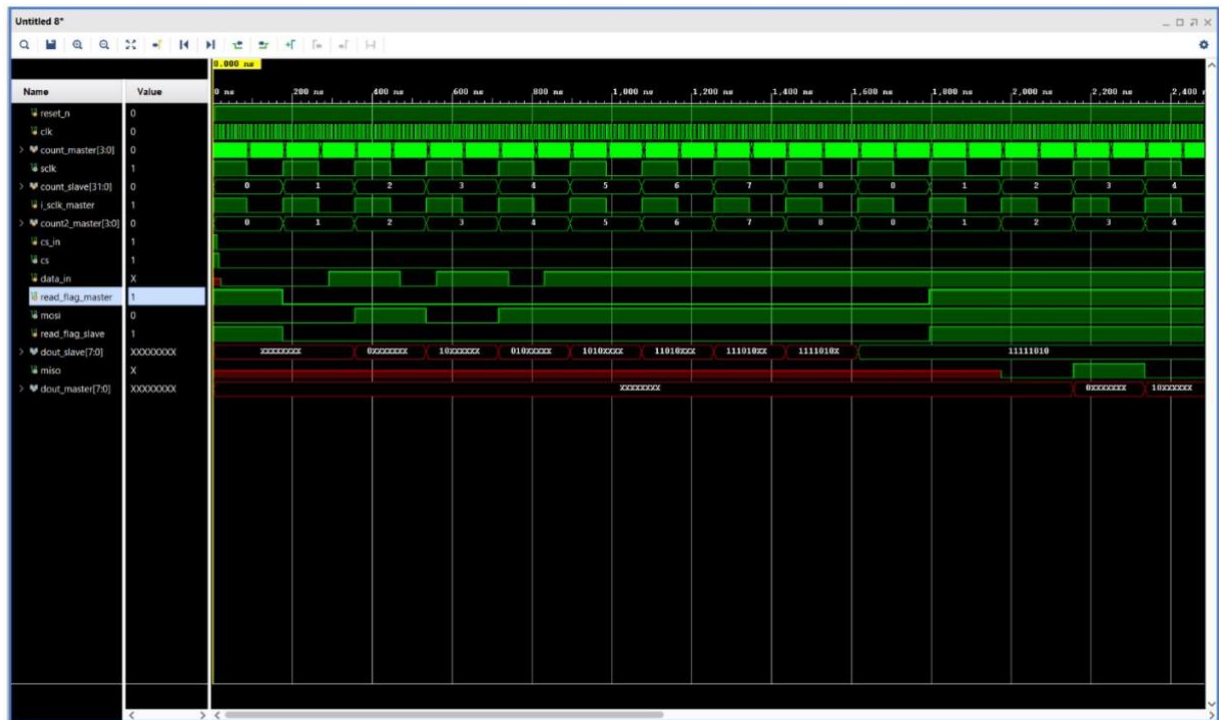 Untitled 8*
0.000 ns
Name Value
0 ns 200 ns 400 ns 600 ns 800 ns 1,000 ns 1,200 ns 1,400 ns 1,600 ns 1,800 ns 2,000 ns 2,200 ns 2,400
reset_n 0
clk 0
count_master[3:0] 0
sclk 1
count_slave[31:0] 0 0 1 2 3 4 5 6 7 8 0 1 2 3 4
i_sclk_master 1
count2_master[3:0] 0 0 1 2 3 4 5 6 7 8 0 1 2 3 4
cs_in 1
cs 1
data_in X
read_flag_master 1
mosi 0
read_flag_slave 1
dout_slave[7:0] XXXXXXXX XXXXXXXX 0XXXXXXX 10XXXXXX 010XXXXX 1010XXXX 11010XXX 111010XX 1111010X 11111010
miso X
dout_master[7:0] XXXXXXXX XXXXXXXX 0XXXXXXX 10XXXXXX